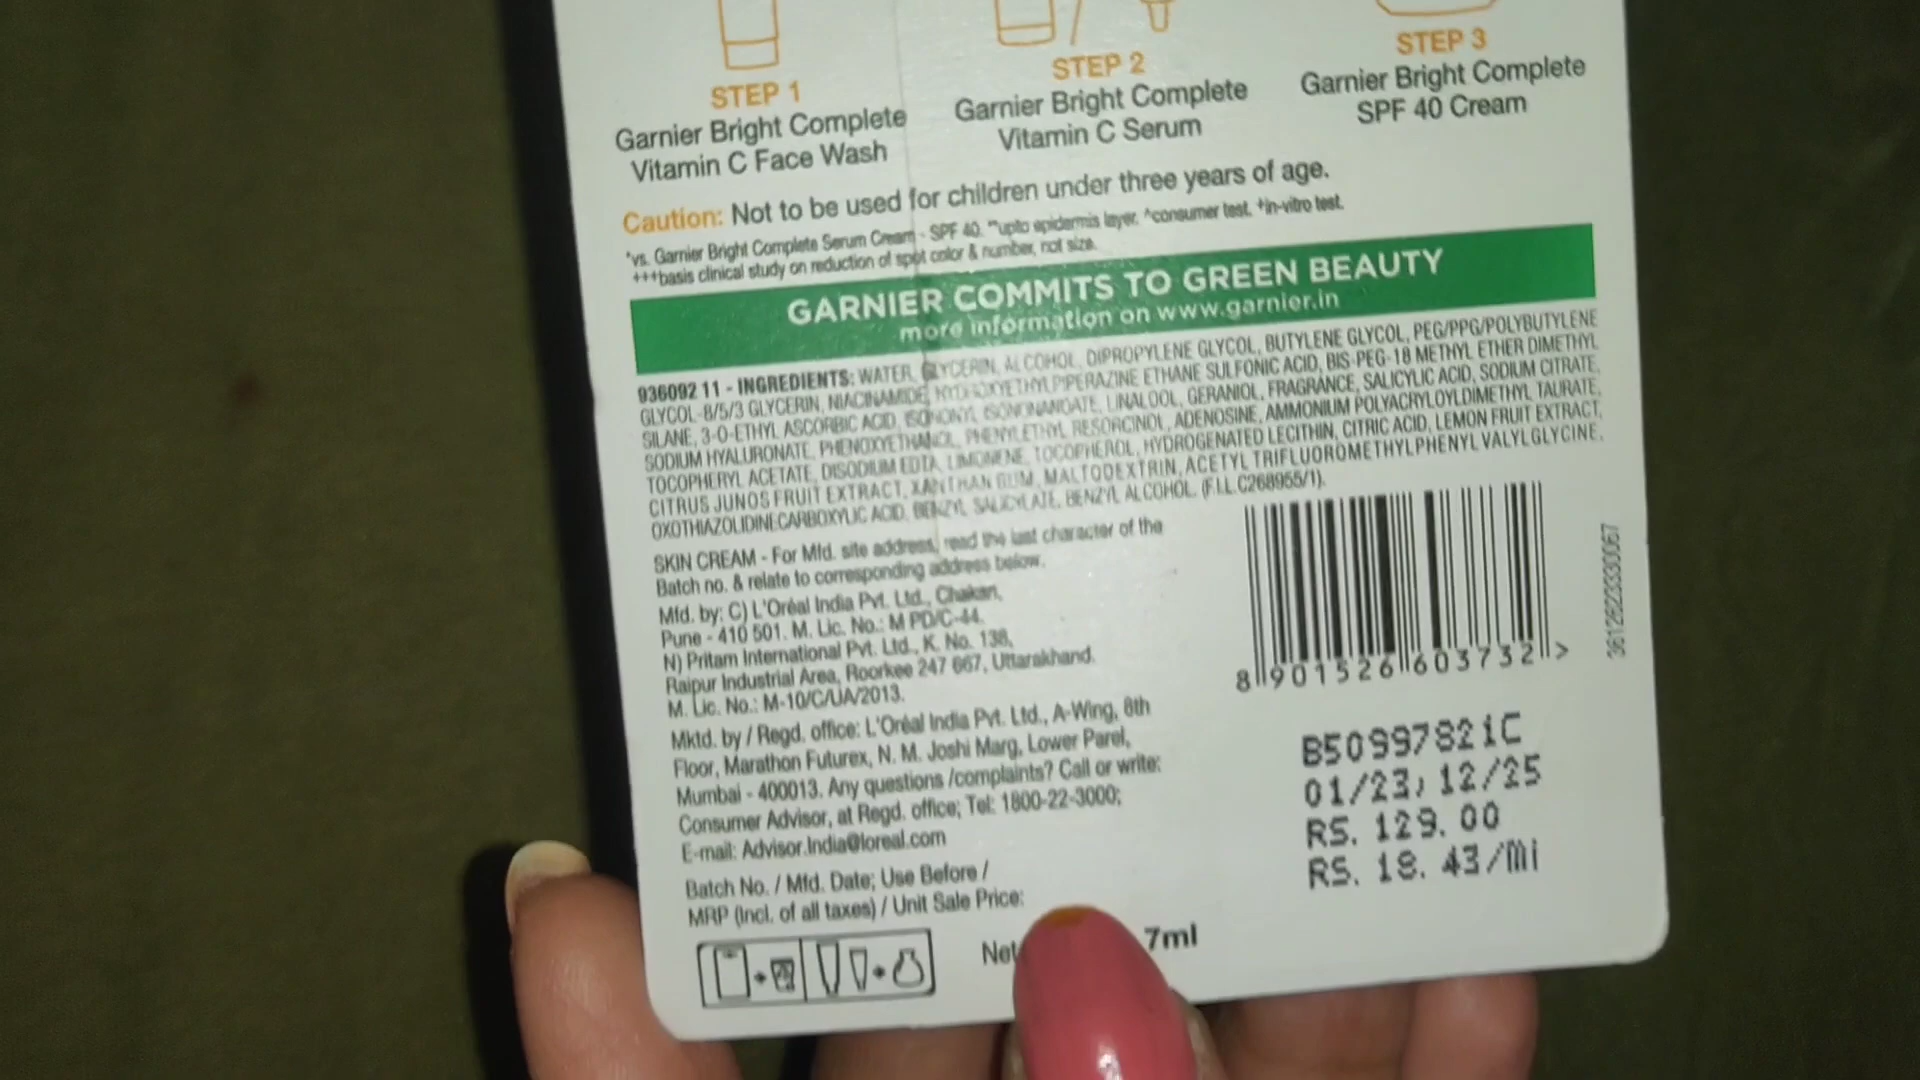 STEP 1
Garnier Bright Complete
Vitamin C Face Wash
STEP 2
Garnier Bright Complete
Vitamin C Serum
STEP 3
Garnier Bright Complete
SPF 40 Cream
Caution: Not to be used for children under three years of age.
*vs. Garnier Bright Complete Serum Cream - SPF 40. **upto epidermis layer. ^consumer test. +in-vitro test.
+++basis clinical study on reduction of spot color & number, not size.
GARNIER COMMITS TO GREEN BEAUTY
more information on www.garnier.in
936092 11 - INGREDIENTS: WATER, GLYCERIN, ALCOHOL, DIPROPYLENE GLYCOL, BUTYLENE GLYCOL, PEG/PPG/POLYBUTYLENE
GLYCOL-8/5/3 GLYCERIN, NIACINAMIDE, HYDROXYETHYLPIPERAZINE ETHANE SULFONIC ACID, BIS-PEG-18 METHYL ETHER DIMETHYL
SILANE, 3-O-ETHYL ASCORBIC ACID, ISONONYL ISONONANOATE, LINALOOL, GERANIOL, FRAGRANCE, SALICYLIC ACID, SODIUM CITRATE,
SODIUM HYALURONATE, PHENOXYETHANOL, PHENYLETHYL RESORCINOL, ADENOSINE, AMMONIUM POLYACRYLOYLDIMETHYL TAURATE,
TOCOPHERYL ACETATE, DISODIUM EDTA, LIMONENE, TOCOPHEROL, HYDROGENATED LECITHIN, CITRIC ACID, LEMON FRUIT EXTRACT,
CITRUS JUNOS FRUIT EXTRACT, XANTHAN GUM, MALTODEXTRIN, ACETYL TRIFLUOROMETHYLPHENYL VALYLGLYCINE,
OXOTHIAZOLIDINECARBOXYLIC ACID, BENZYL SALICYLATE, BENZYL ALCOHOL. (F.I.L. C268955/1).
SKIN CREAM - For Mfd. site address, read the last character of the
Batch no. & relate to corresponding address below.
Mfd. by: C) L'Oréal India Pvt. Ltd., Chakan,
Pune - 410 501. M. Lic. No.: M PD/C-44.
N) Pritam International Pvt. Ltd., K. No. 138,
Raipur Industrial Area, Roorkee 247 667, Uttarakhand.
M. Lic. No.: M-10/C/UA/2013.
Mktd. by / Regd. office: L'Oréal India Pvt. Ltd., A-Wing, 8th
Floor, Marathon Futurex, N. M. Joshi Marg, Lower Parel,
Mumbai - 400013. Any questions /complaints? Call or write:
Consumer Advisor, at Regd. office; Tel: 1800-22-3000;
E-mail: Advisor.India@loreal.com
Batch No. / Mfd. Date; Use Before /
MRP (Incl. of all taxes) / Unit Sale Price:
Net 7ml
8 901526 603732 >
3612623330067
B50997821C
01/23; 12/25
RS. 129.00
RS. 18.43/Ml